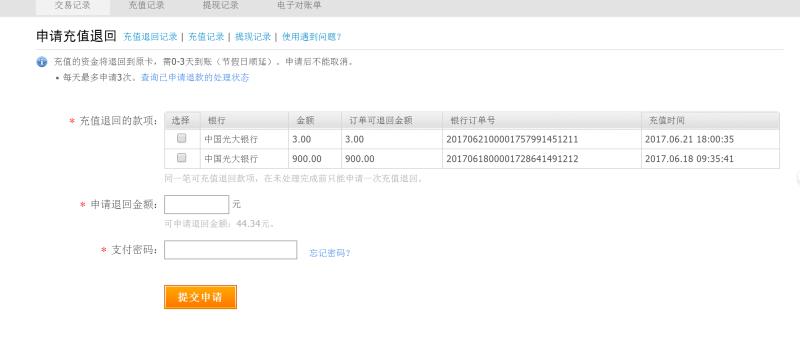 交易记录 充值记录 提现记录 电子对账单
申请充值退回 充值退回记录 | 充值记录 | 提现记录 | 使用遇到问题?
充值的资金将退回到原卡，需0-3天到账（节假日顺延）。申请后不能取消。
• 每天最多申请3次。查询已申请退款的处理状态
* 充值退回的款项： 选择 银行 金额 订单可退回金额 银行订单号 充值时间
中国光大银行 3.00 3.00 2017062100001757991451211 2017.06.21 18:00:35
中国光大银行 900.00 900.00 2017061800001728641491212 2017.06.18 09:35:41
同一笔可充值退回款项，在未处理完成前只能申请一次充值退回。
* 申请退回金额： 元
可申请退回金额：44.34元。
* 支付密码： 忘记密码?
提交申请